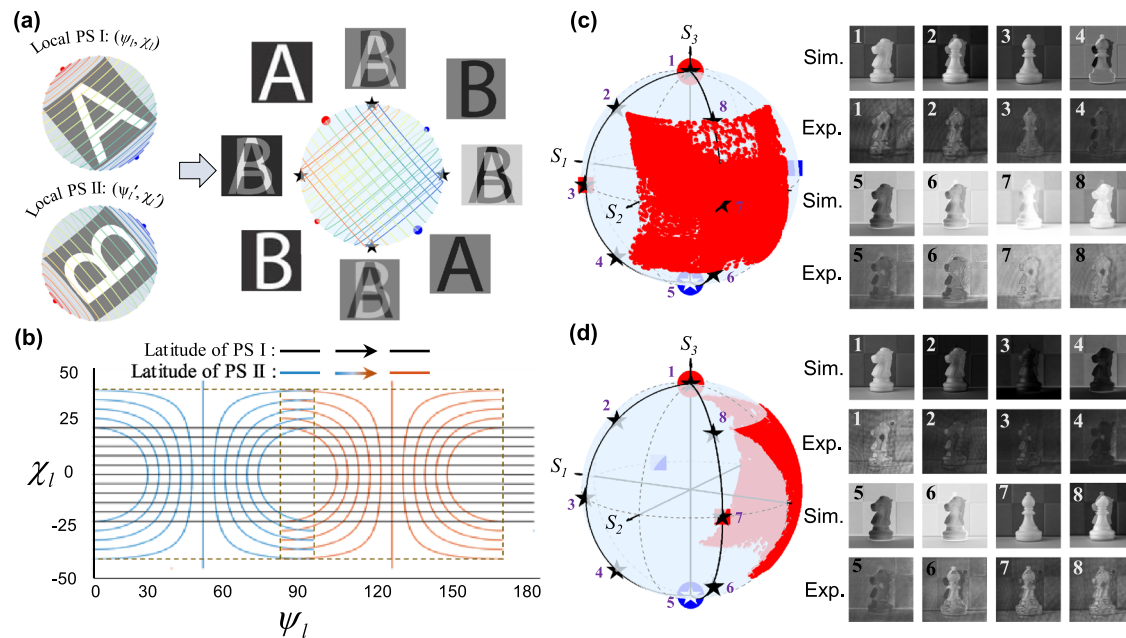 (a)
Local PS I: (ψl, χl)
A
Local PS II: (ψl′, χl′)
B
A
AB
B
AB
AB
B
AB
A
(b)
Latitude of PS I :
Latitude of PS II :
50
25
0
-25
-50
χl
0 30 60 90 120 150 180
ψl
(c)
S3
1
2
8
S1
3
S2
7
4
5
6
Sim. 1 2 3 4
Exp. 1 2 3 4
Sim. 5 6 7 8
Exp. 5 6 7 8
(d)
S3
1
2
8
S1
3
S2
7
4
5
6
Sim. 1 2 3 4
Exp. 1 2 3 4
Sim. 5 6 7 8
Exp. 5 6 7 8